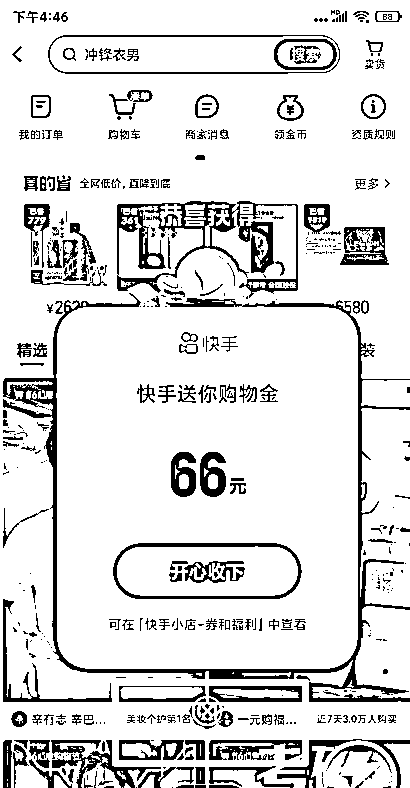 下午4:46
HD
88
冲锋衣男
搜索
卖货
我的订单
购物车
商家消息
领金币
资质规则
真的省 全网低价，直降到底
更多
恭喜获得
精选
装
快手
快手送你购物金
66元
开心收下
可在「快手小店-券和福利」中查看
辛有志 辛巴...
美妆个护第1名
一元购福...
近7天3.0万人购买